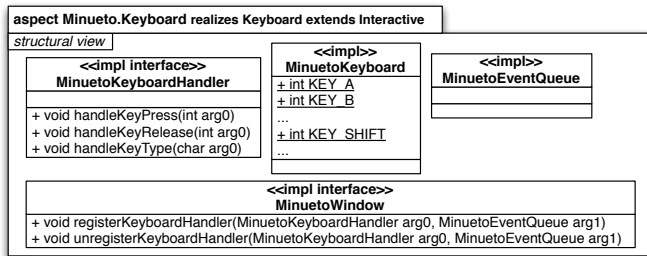 aspect Minueto.Keyboard realizes Keyboard extends Interactive
structural view
<<impl interface>>
MinuetoKeyboardHandler
+ void handleKeyPress(int arg0)
+ void handleKeyRelease(int arg0)
+ void handleKeyType(char arg0)
<<impl>>
MinuetoKeyboard
+ int KEY_A
+ int KEY_B
...
+ int KEY_SHIFT
...
<<impl>>
MinuetoEventQueue
<<impl interface>>
MinuetoWindow
+ void registerKeyboardHandler(MinuetoKeyboardHandler arg0, MinuetoEventQueue arg1)
+ void unregisterKeyboardHandler(MinuetoKeyboardHandler arg0, MinuetoEventQueue arg1)